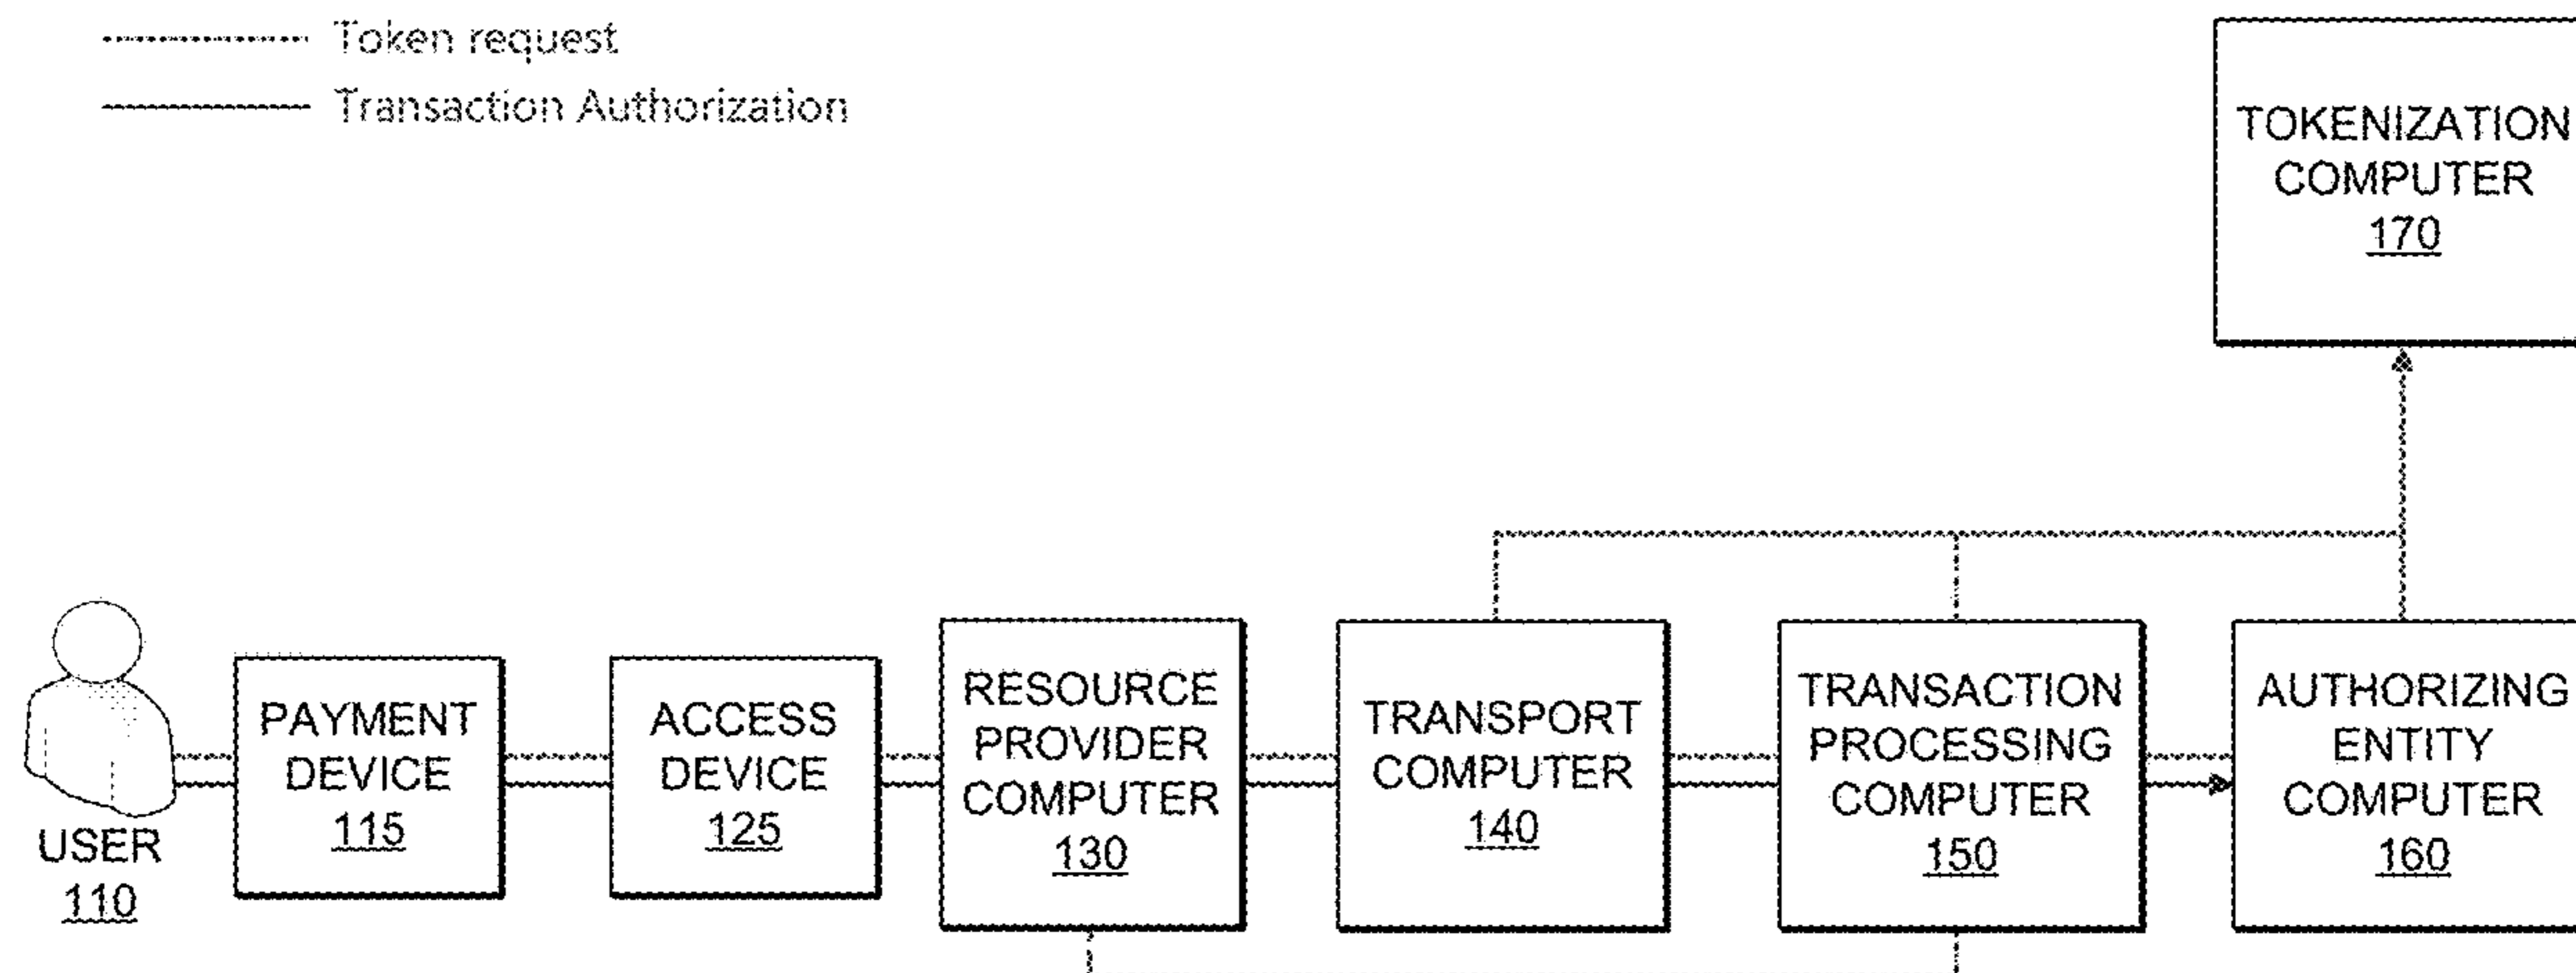 Token request
Transaction Authorization
TOKENIZATION
COMPUTER
170
USER
110
PAYMENT
DEVICE
115
ACCESS
DEVICE
125
RESOURCE
PROVIDER
COMPUTER
130
TRANSPORT
COMPUTER
140
TRANSACTION
PROCESSING
COMPUTER
150
AUTHORIZING
ENTITY
COMPUTER
160